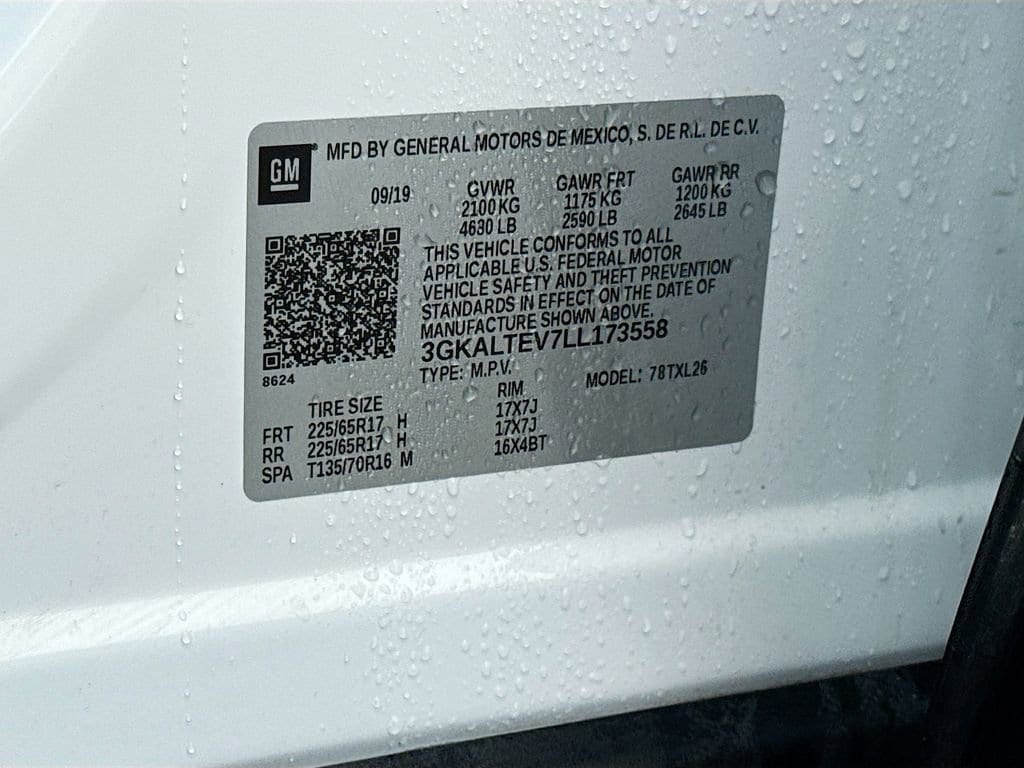 GM MFD BY GENERAL MOTORS DE MEXICO, S. DE R.L. DE C.V.
09/19 GVWR GAWR FRT GAWR RR
2100 KG 1175 KG 1200 KG
4630 LB 2590 LB 2645 LB
THIS VEHICLE CONFORMS TO ALL
APPLICABLE U.S. FEDERAL MOTOR
VEHICLE SAFETY AND THEFT PREVENTION
STANDARDS IN EFFECT ON THE DATE OF
MANUFACTURE SHOWN ABOVE.
3GKALTEV7LL173558
8624 TYPE: M.P.V. MODEL: 78TXL26
TIRE SIZE RIM
FRT 225/65R17 H 17X7J
RR 225/65R17 H 17X7J
SPA T135/70R16 M 16X4BT